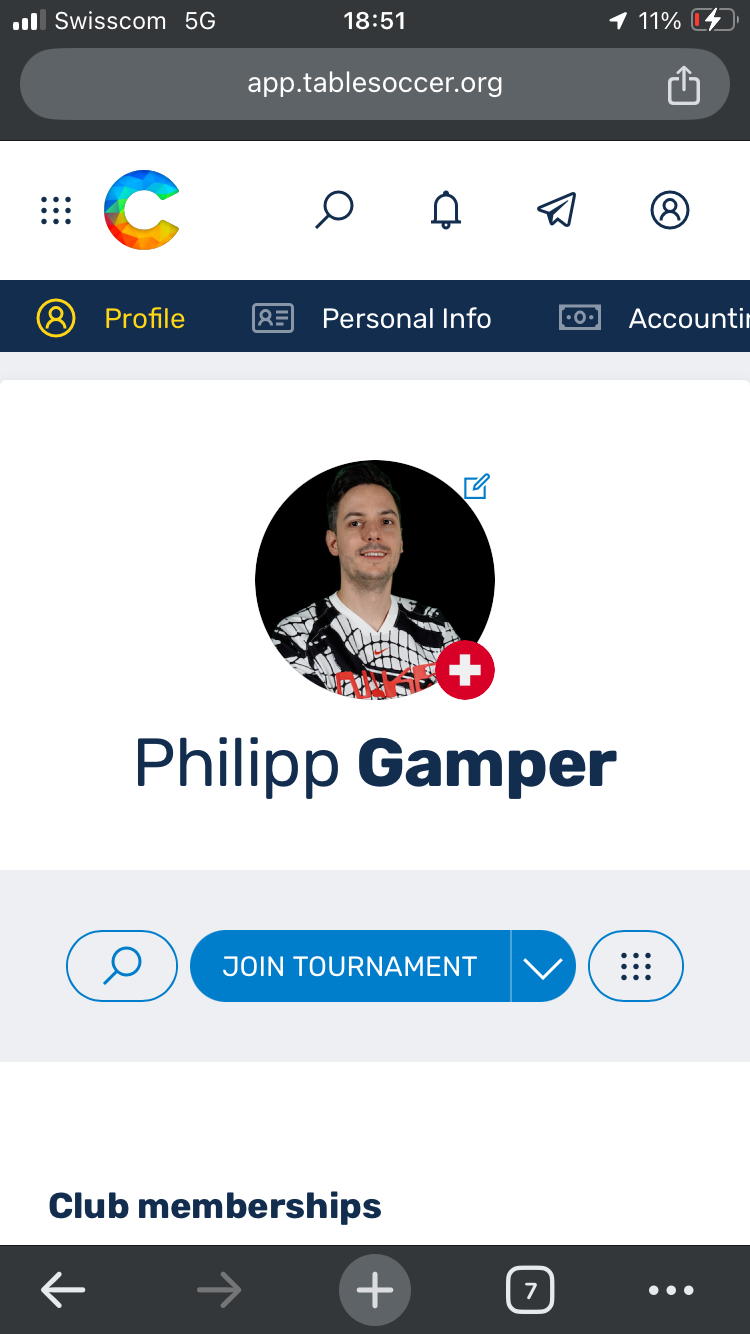 Swisscom 5G 18:51 11%
app.tablesoccer.org
Profile Personal Info Accountin
Philipp Gamper
JOIN TOURNAMENT
Club memberships
7